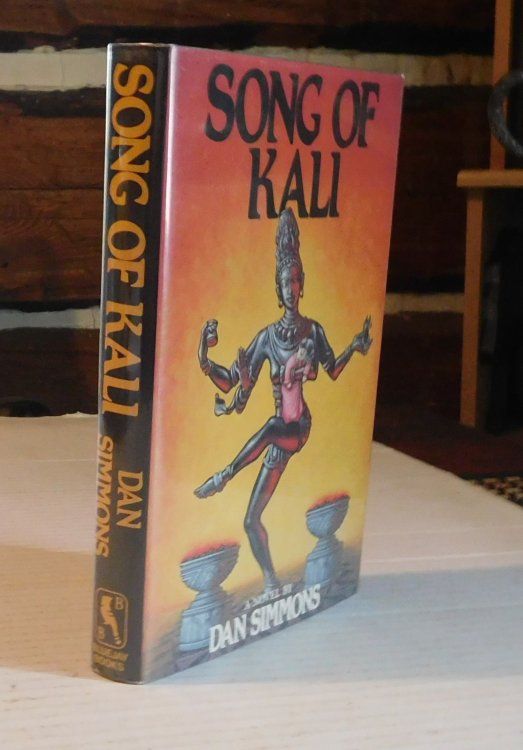 SONG OF KALI
DAN
SIMMONS
B
B
BLUEJAY
BOOKS
SONG OF
KALI
A NOVEL BY
DAN SIMMONS